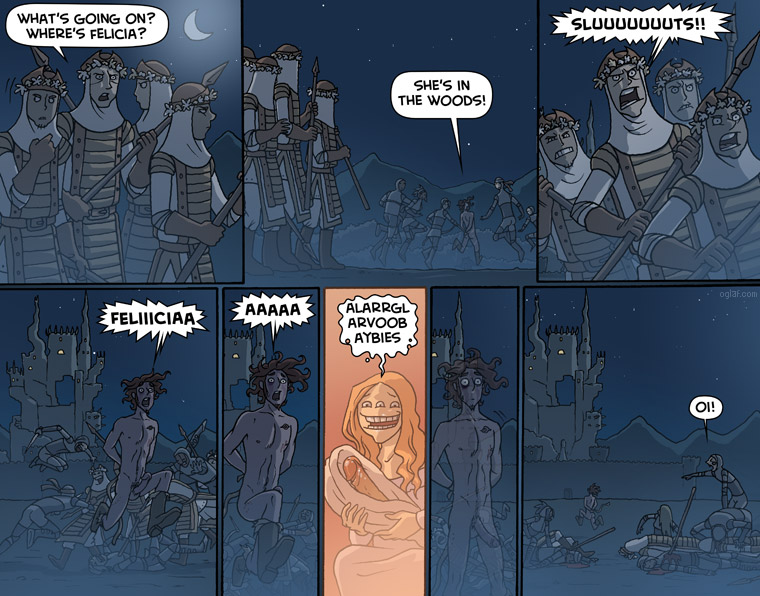 WHAT'S GOING ON?
WHERE'S FELICIA?
SHE'S IN
THE WOODS!
SLUUUUUUUTS!!
FELIIICIAA
AAAAA
ALARRGL
ARVOOB
AYBIES
oglaf.com
OI!